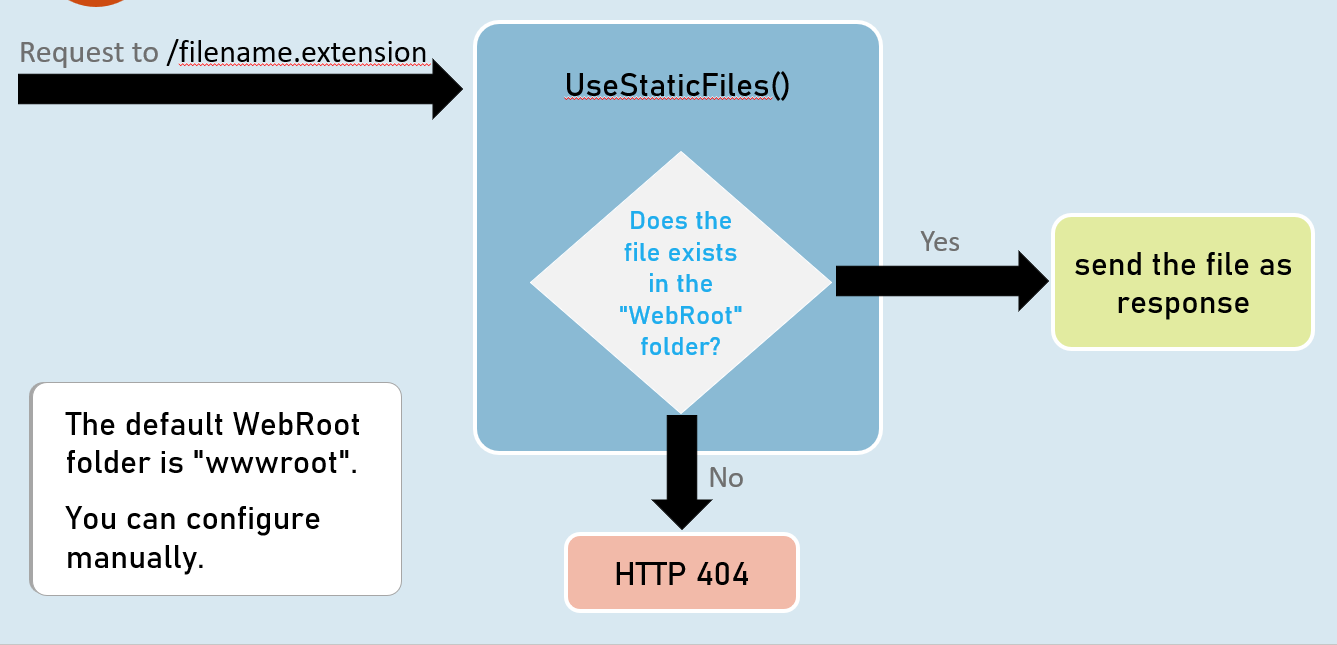 Request to /filename.extension
UseStaticFiles()
Does the
file exists
in the
"WebRoot"
folder?
Yes
send the file as
response
The default WebRoot
folder is "wwwroot".
You can configure
manually.
No
HTTP 404